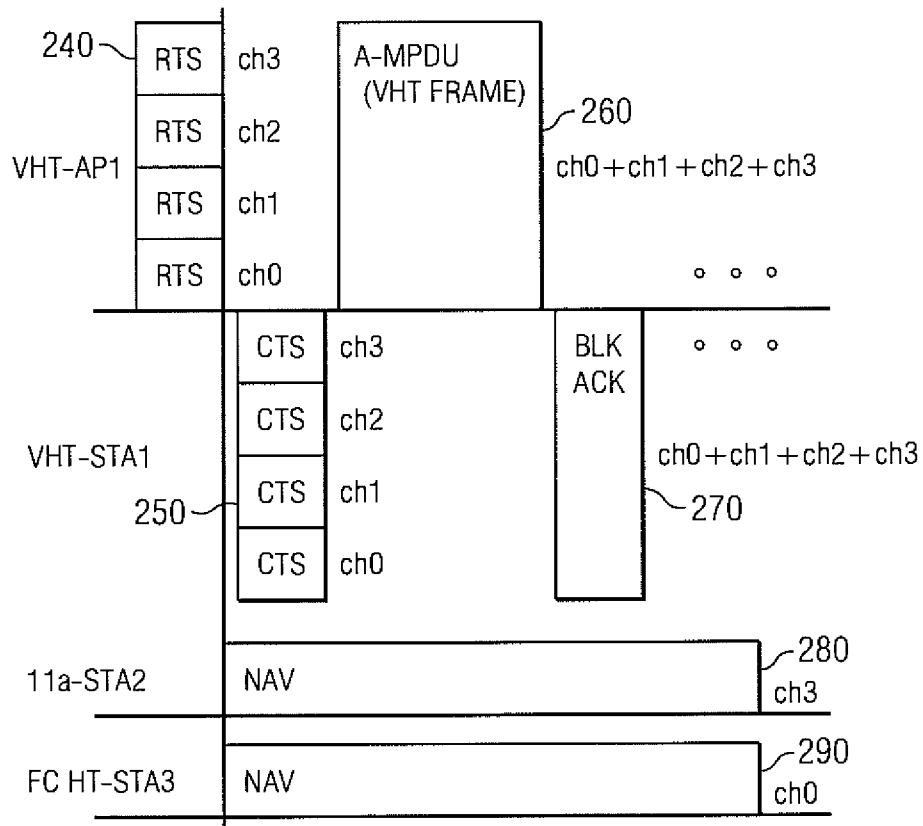 240
RTS ch3
RTS ch2
RTS ch1
RTS ch0
VHT-AP1
A-MPDU
(VHT FRAME)
260
ch0+ch1+ch2+ch3
CTS ch3
CTS ch2
CTS ch1
CTS ch0
VHT-STA1
250
BLK
ACK
ch0+ch1+ch2+ch3
270
11a-STA2
NAV
280
ch3
FC HT-STA3
NAV
290
ch0